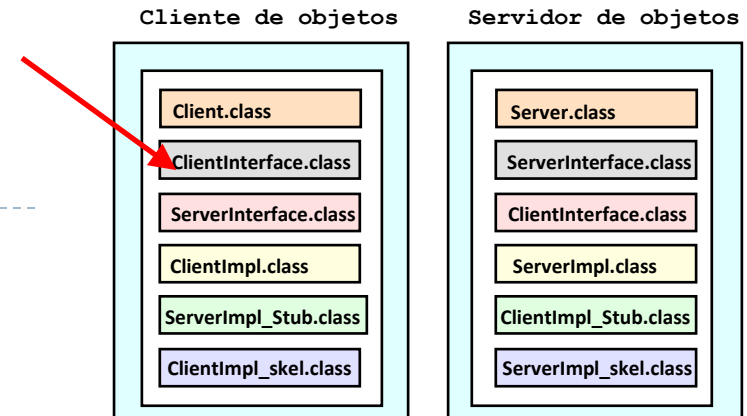 Cliente de objetos
Servidor de objetos
Client.class
ClientInterface.class
ServerInterface.class
ClientImpl.class
ServerImpl_Stub.class
ClientImpl_skel.class
Server.class
ServerInterface.class
ClientInterface.class
ServerImpl.class
ClientImpl_Stub.class
ServerImpl_skel.class